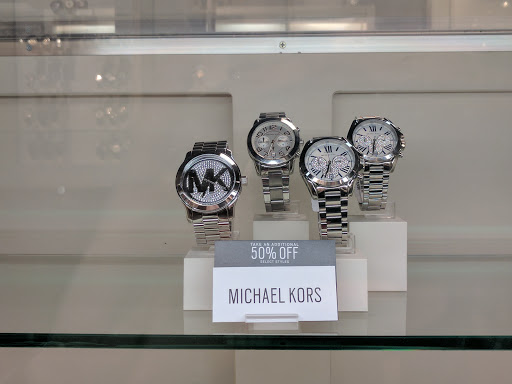 MK
TAKE AN ADDITIONAL
50% OFF
SELECT STYLES
MICHAEL KORS